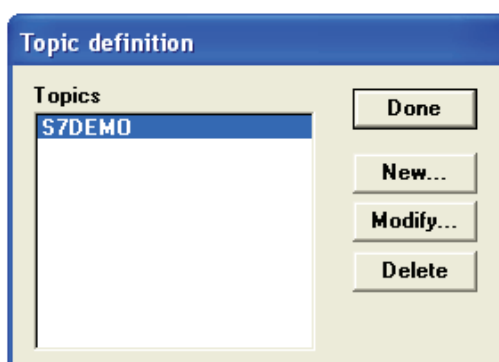 Topic definition
Topics
S7DEMO
Done
New...
Modify...
Delete